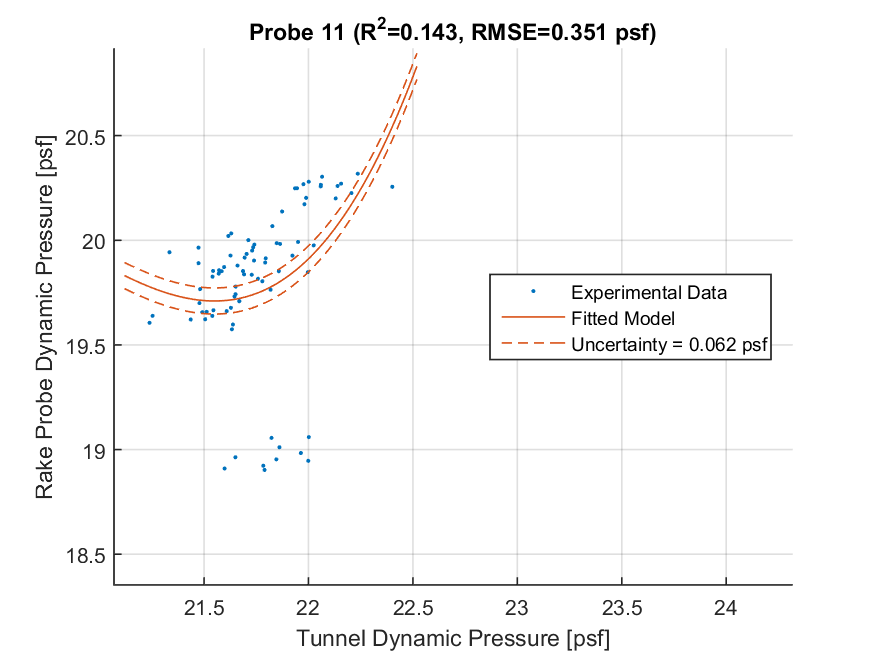 Probe 11 (R²=0.143, RMSE=0.351 psf)
Rake Probe Dynamic Pressure [psf]
20.5
20
19.5
19
18.5
Experimental Data
Fitted Model
Uncertainty = 0.062 psf
21.5 22 22.5 23 23.5 24
Tunnel Dynamic Pressure [psf]